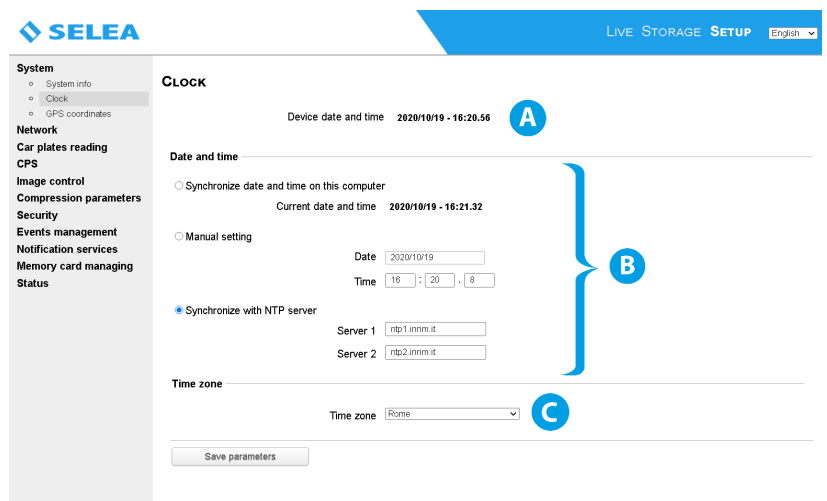 SELEA
LIVE STORAGE SETUP English
System
System info
Clock
GPS coordinates
Network
Car plates reading
CPS
Image control
Compression parameters
Security
Events management
Notification services
Memory card managing
Status
CLOCK
Device date and time 2020/10/19 - 16:20.56 A
Date and time
Synchronize date and time on this computer
Current date and time 2020/10/19 - 16:21.32
Manual setting
Date 2020/10/19
Time 16 : 20 . 8
B
Synchronize with NTP server
Server 1 ntp1.inrim.it
Server 2 ntp2.inrim.it
Time zone
Time zone Rome C
Save parameters